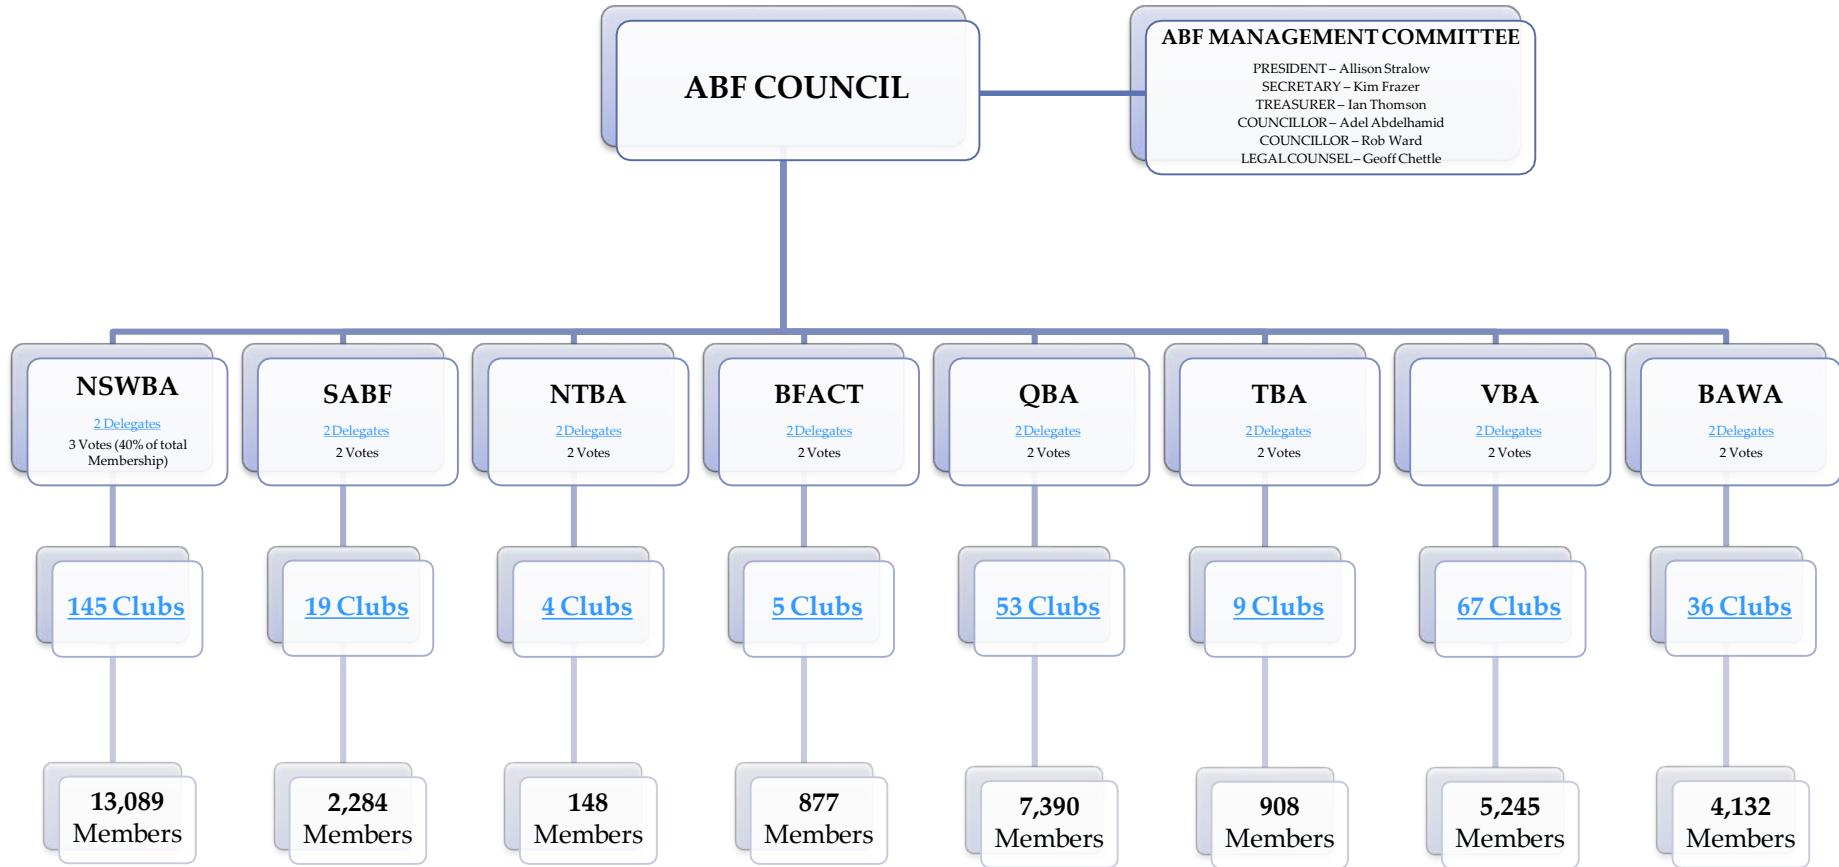 ABF COUNCIL
ABF MANAGEMENT COMMITTEE
PRESIDENT – Allison Stralow
SECRETARY – Kim Frazer
TREASURER – Ian Thomson
COUNCILLOR – Adel Abdelhamid
COUNCILLOR – Rob Ward
LEGAL COUNSEL – Geoff Chettle
NSWBA
2 Delegates
3 Votes (40% of total
Membership)
SABF
2 Delegates
2 Votes
NTBA
2 Delegates
2 Votes
BFACT
2 Delegates
2 Votes
QBA
2 Delegates
2 Votes
TBA
2 Delegates
2 Votes
VBA
2 Delegates
2 Votes
BAWA
2 Delegates
2 Votes
145 Clubs
19 Clubs
4 Clubs
5 Clubs
53 Clubs
9 Clubs
67 Clubs
36 Clubs
13,089
Members
2,284
Members
148
Members
877
Members
7,390
Members
908
Members
5,245
Members
4,132
Members